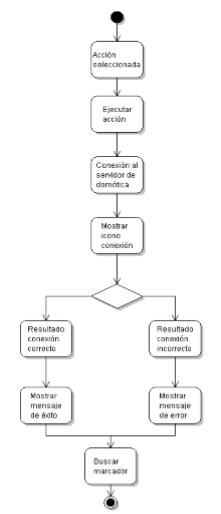 Acción
seleccionada
Ejecutar
acción
Conexión al
servidor de
domótica
Mostrar
icono
conexión
Resultado
conexión
correcto
Resultado
conexión
incorrecto
Mostrar
mensaje
de éxito
Mostrar
mensaje
de error
Buscar
marcador